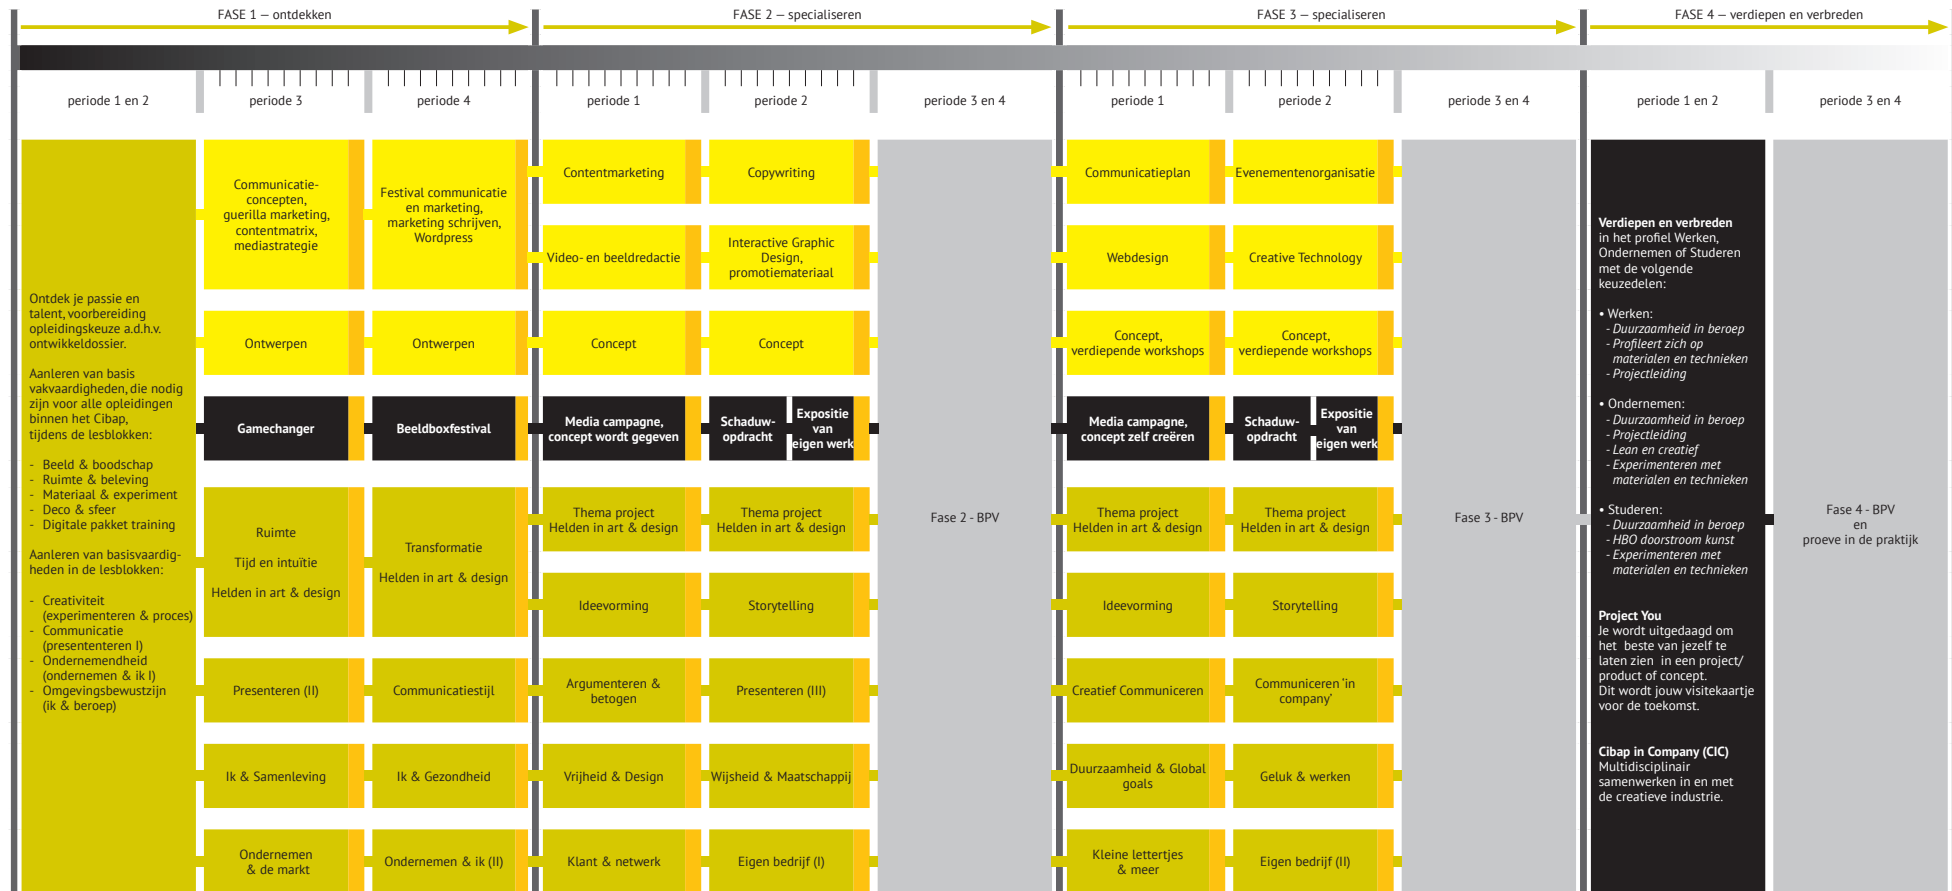 FASE 1 — ontdekken
FASE 2 — specialiseren
FASE 3 — specialiseren
FASE 4 — verdiepen en verbreden
periode 1 en 2
periode 3
periode 4
periode 1
periode 2
periode 3 en 4
periode 1
periode 2
periode 3 en 4
periode 1 en 2
periode 3 en 4
Ontdek je passie en
talent, voorbereiding
opleidingskeuze a.d.h.v.
ontwikkeldossier.
Aanleren van basis
vakvaardigheden, die nodig
zijn voor alle opleidingen
binnen het Cibap,
tijdens de lesblokken:
- Beeld & boodschap
- Ruimte & beleving
- Materiaal & experiment
- Deco & sfeer
- Digitale pakket training
Aanleren van basisvaardig-
heden in de lesblokken:
- Creativiteit
(experimenteren & proces)
- Communicatie
(presententeren I)
- Ondernemendheid
(ondernemen & ik I)
- Omgevingsbewustzijn
(ik & beroep)
Communicatie-
concepten,
guerilla marketing,
contentmatrix,
mediastrategie
Ontwerpen
Gamechanger
Ruimte
Tijd en intuïtie
Helden in art & design
Presenteren (II)
Ik & Samenleving
Ondernemen
& de markt
Festival communicatie
en marketing,
marketing schrijven,
Wordpress
Ontwerpen
Beeldboxfestival
Transformatie
Helden in art & design
Communicatiestijl
Ik & Gezondheid
Ondernemen & ik (II)
Contentmarketing
Video- en beeldredactie
Concept
Media campagne,
concept wordt gegeven
Thema project
Helden in art & design
Ideevorming
Argumenteren &
betogen
Vrijheid & Design
Klant & netwerk
Copywriting
Interactive Graphic
Design,
promotiemateriaal
Concept
Schaduw-
opdracht
Expositie
van
eigen werk
Thema project
Helden in art & design
Storytelling
Presenteren (III)
Wijsheid & Maatschappij
Eigen bedrijf (I)
Fase 2 - BPV
Communicatieplan
Webdesign
Concept,
verdiepende workshops
Media campagne,
concept zelf creëren
Thema project
Helden in art & design
Ideevorming
Creatief Communiceren
Duurzaamheid & Global
goals
Kleine lettertjes
& meer
Evenementenorganisatie
Creative Technology
Concept,
verdiepende workshops
Schaduw-
opdracht
Expositie
van
eigen werk
Thema project
Helden in art & design
Storytelling
Communiceren ‘in
company’
Geluk & werken
Eigen bedrijf (II)
Fase 3 - BPV
Verdiepen en verbreden
in het profiel Werken,
Ondernemen of Studeren
met de volgende
keuzedelen:
• Werken:
- Duurzaamheid in beroep
- Profileert zich op
materialen en technieken
- Projectleiding
• Ondernemen:
- Duurzaamheid in beroep
- Projectleiding
- Lean en creatief
- Experimenteren met
materialen en technieken
• Studeren:
- Duurzaamheid in beroep
- HBO doorstroom kunst
- Experimenteren met
materialen en technieken
Project You
Je wordt uitgedaagd om
het beste van jezelf te
laten zien in een project/
product of concept.
Dit wordt jouw visitekaartje
voor de toekomst.
Cibap in Company (CIC)
Multidisciplinair
samenwerken in en met
de creatieve industrie.
Fase 4 - BPV
en
proeve in de praktijk